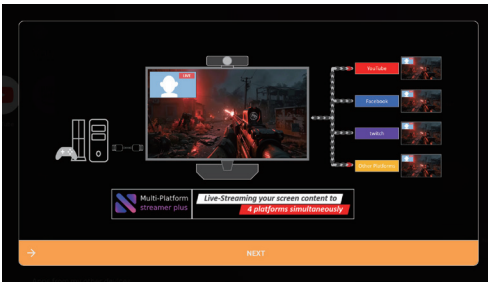 LIVE
YouTube
Facebook
twitch
Other Platforms
Multi-Platform
streamer plus
Live-Streaming your screen content to
4 platforms simultaneously
NEXT